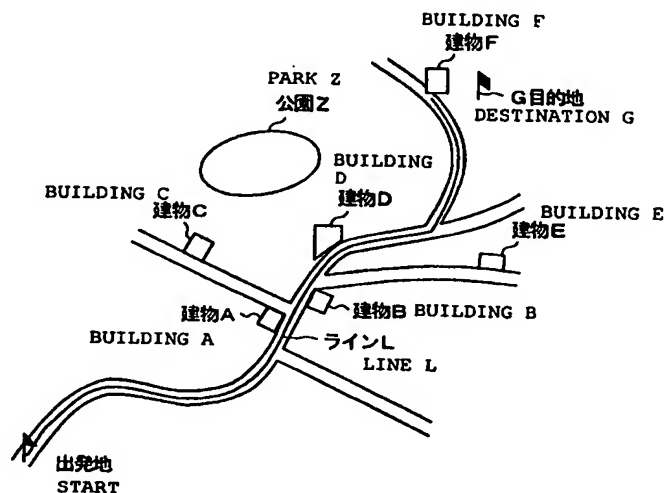 BUILDING F
建物F
G目的地
DESTINATION G
PARK Z
公園Z
BUILDING
D
建物D
BUILDING C
建物C
BUILDING E
建物E
建物A
BUILDING A
建物B BUILDING B
ラインL
LINE L
出発地
START